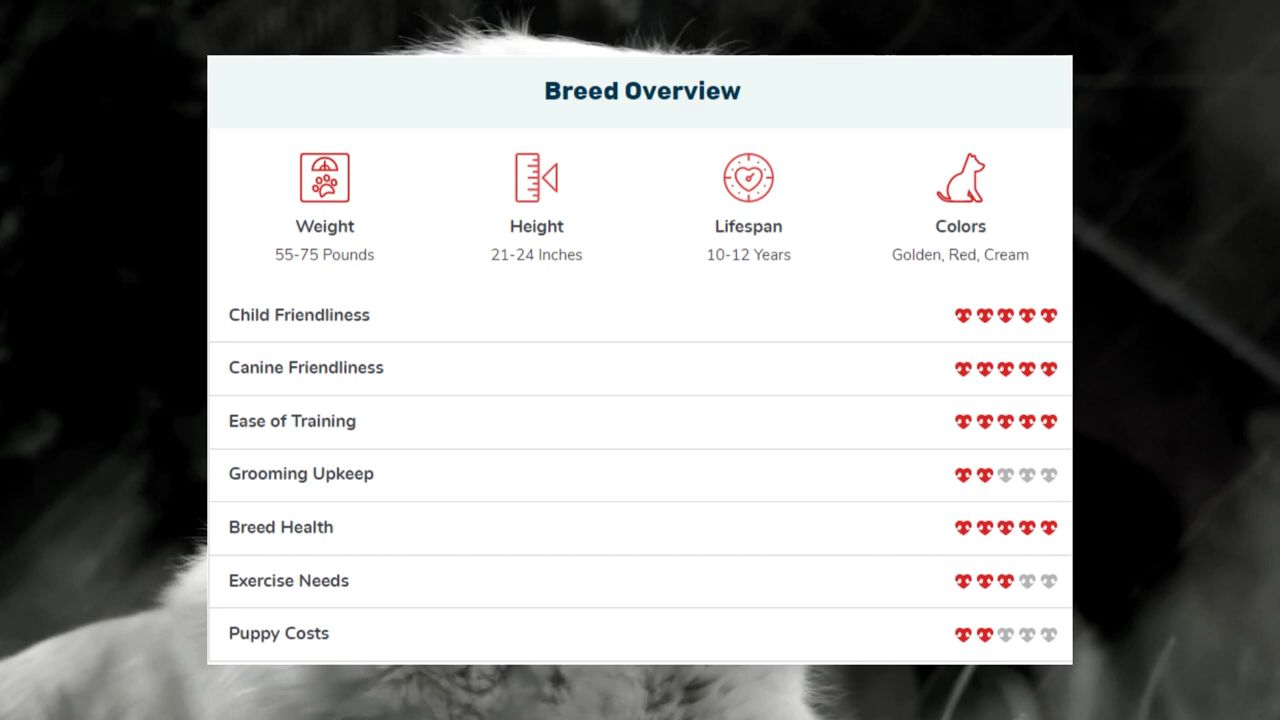 Breed Overview
Weight
Height
Lifespan
Colors
55-75 Pounds
21-24 Inches
10-12 Years
Golden, Red, Cream
Child Friendliness
Canine Friendliness
Ease of Training
Grooming Upkeep
Breed Health
Exercise Needs
Puppy Costs